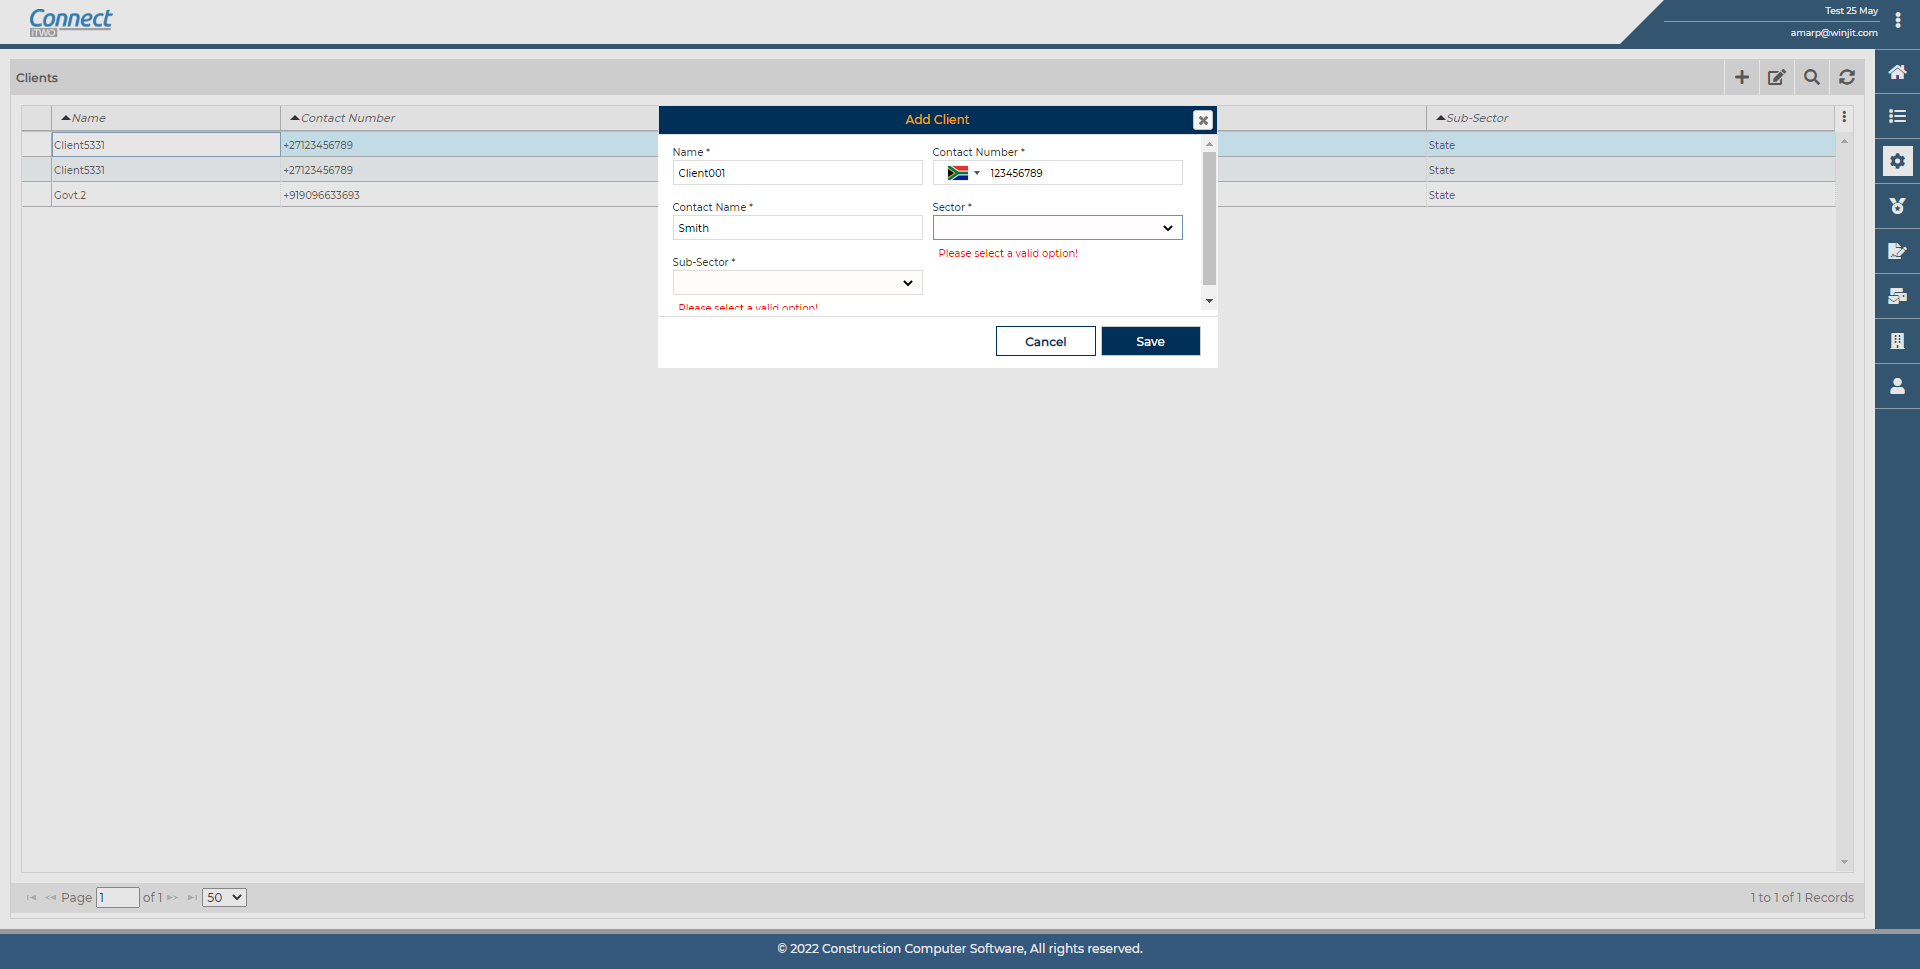 Connect
iTWO
Test 25 May
amarp@winjit.com
Clients
Name
Contact Number
Sub-Sector
Client5331
+27123456789
State
Client5331
+27123456789
State
Govt.2
+919096633693
State
Add Client
Name *
Contact Number *
Client001
123456789
Contact Name *
Sector *
Smith
Please select a valid option!
Sub-Sector *
Please select a valid option!
Cancel
Save
Page 1 of 1 50
1 to 1 of 1 Records
© 2022 Construction Computer Software, All rights reserved.